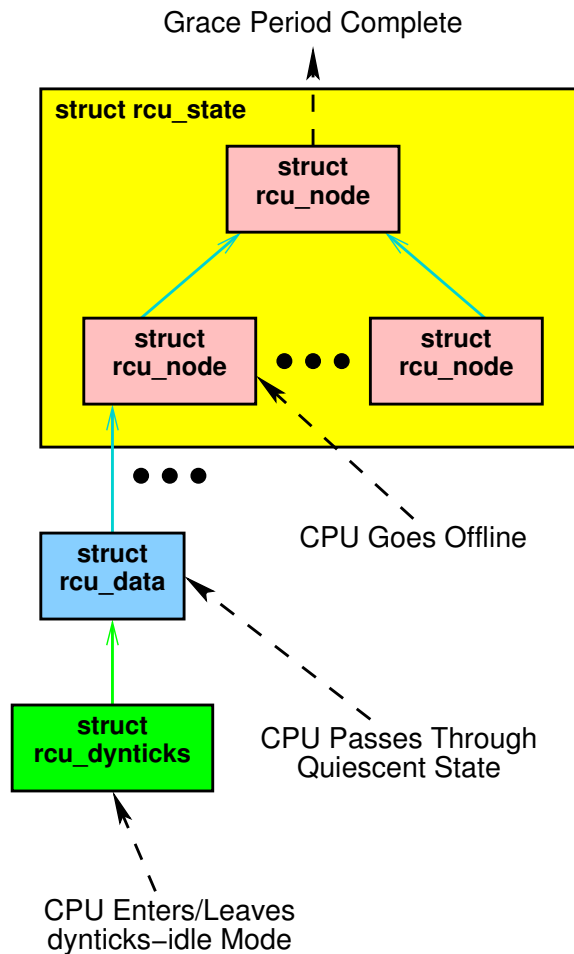 Grace Period Complete
struct rcu_state
struct
rcu_node
struct
rcu_node
struct
rcu_node
CPU Goes Offline
struct
rcu_data
struct
rcu_dynticks
CPU Passes Through
Quiescent State
CPU Enters/Leaves
dynticks−idle Mode